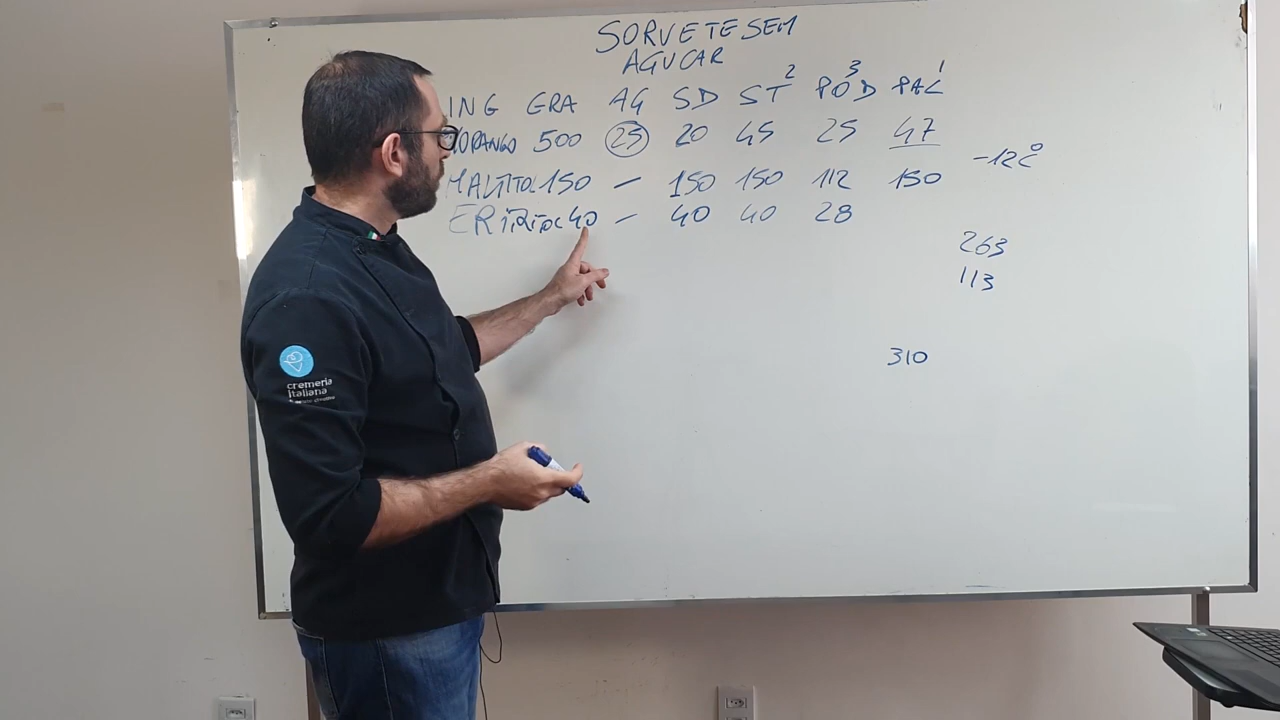 SORVETE SEM
AÇUCAR
ING GRA AG SD ST² POD³ PAC¹
MORANGO 500 25 20 45 25 47
-12C°
MALTITOL 150 - 150 150 112 150
ERITRITOL 40 - 40 40 28
263
113
310
cremeria
italiana